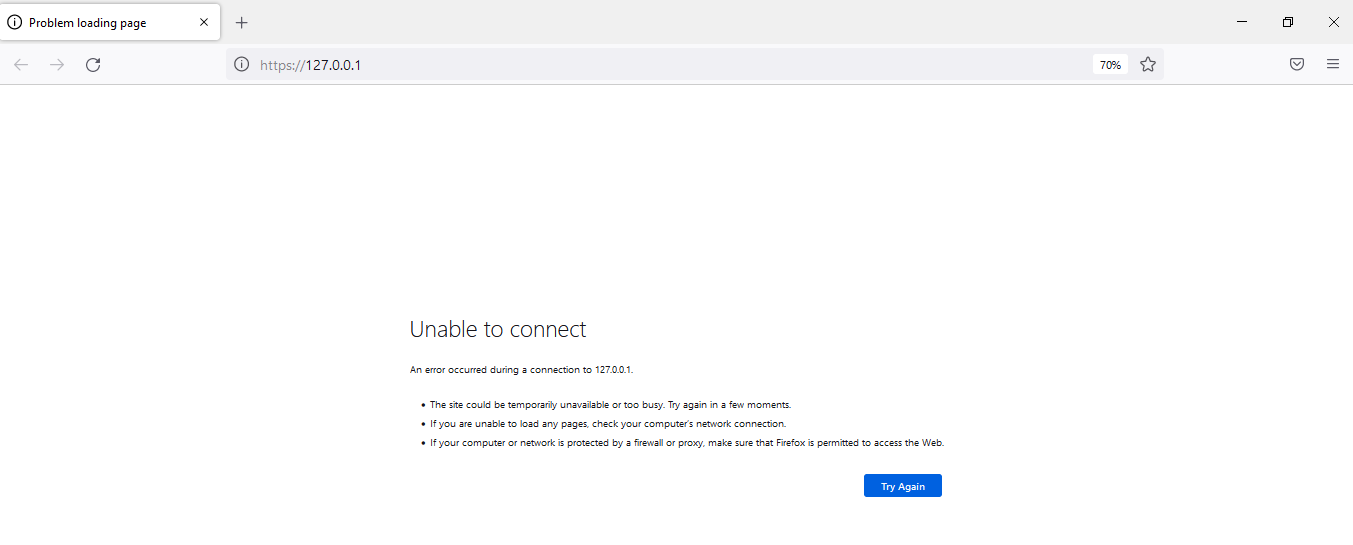 Problem loading page
https://127.0.0.1
70%
Unable to connect
An error occurred during a connection to 127.0.0.1.
• The site could be temporarily unavailable or too busy. Try again in a few moments.
• If you are unable to load any pages, check your computer's network connection.
• If your computer or network is protected by a firewall or proxy, make sure that Firefox is permitted to access the Web.
Try Again